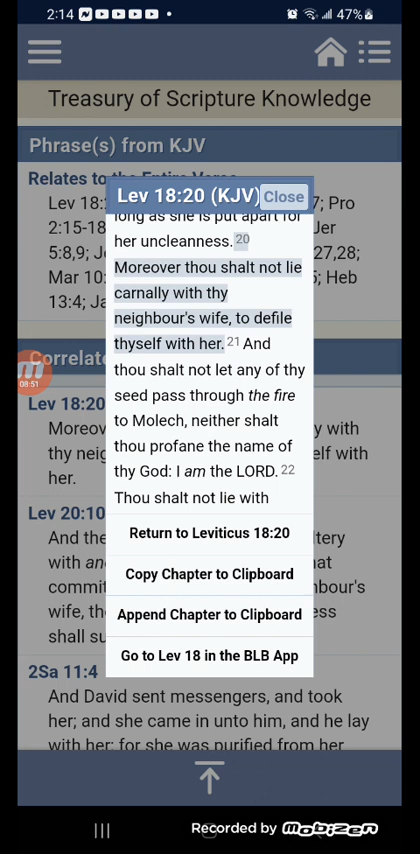 2:14
47%
Treasury of Scripture Knowledge
Phrase(s) from KJV
Relates to the Entire Verse
Lev 18:2 7; Pro
2:15-18 Jer
5:8,9; Je 27,28;
Mar 10: 5; Heb
13:4; Ja
Lev 18:20 (KJV) Close
long as she is put apart for
her uncleanness. 20
Moreover thou shalt not lie
carnally with thy
neighbour's wife, to defile
thyself with her. 21 And
thou shalt not let any of thy
seed pass through the fire
to Molech, neither shalt
thou profane the name of
thy God: I am the LORD. 22
Thou shalt not lie with
Return to Leviticus 18:20
Copy Chapter to Clipboard
Append Chapter to Clipboard
Go to Lev 18 in the BLB App
08:51
Correlat
Lev 18:20
Moreov y with
thy neig elf with
her.
Lev 20:10
And the tery
with an hat
commit hbour's
wife, th ess
shall su
2Sa 11:4
And David sent messengers, and took
her; and she came in unto him, and he lay
with her; for she was purified from her
Recorded by Mobizen